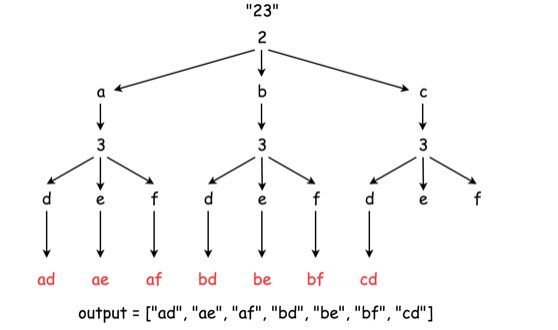 "23"
2
a b c
3 3 3
d e f d e f d e f
ad ae af bd be bf cd
output = ["ad", "ae", "af", "bd", "be", "bf", "cd"]